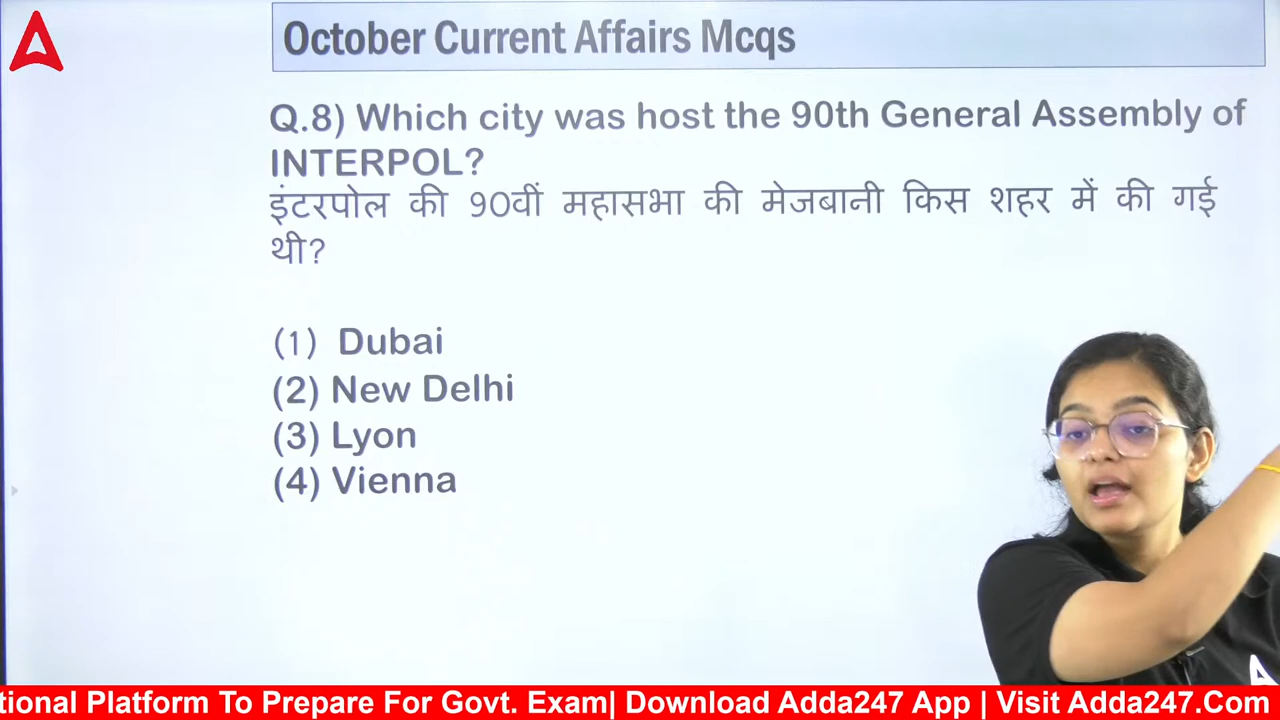 October Current Affairs Mcqs
Q.8) Which city was host the 90th General Assembly of
INTERPOL?
इंटरपोल की 90वीं महासभा की मेजबानी किस शहर में की गई
थी?
(1) Dubai
(2) New Delhi
(3) Lyon
(4) Vienna
tional Platform To Prepare For Govt. Exam| Download Adda247 App | Visit Adda247.Com